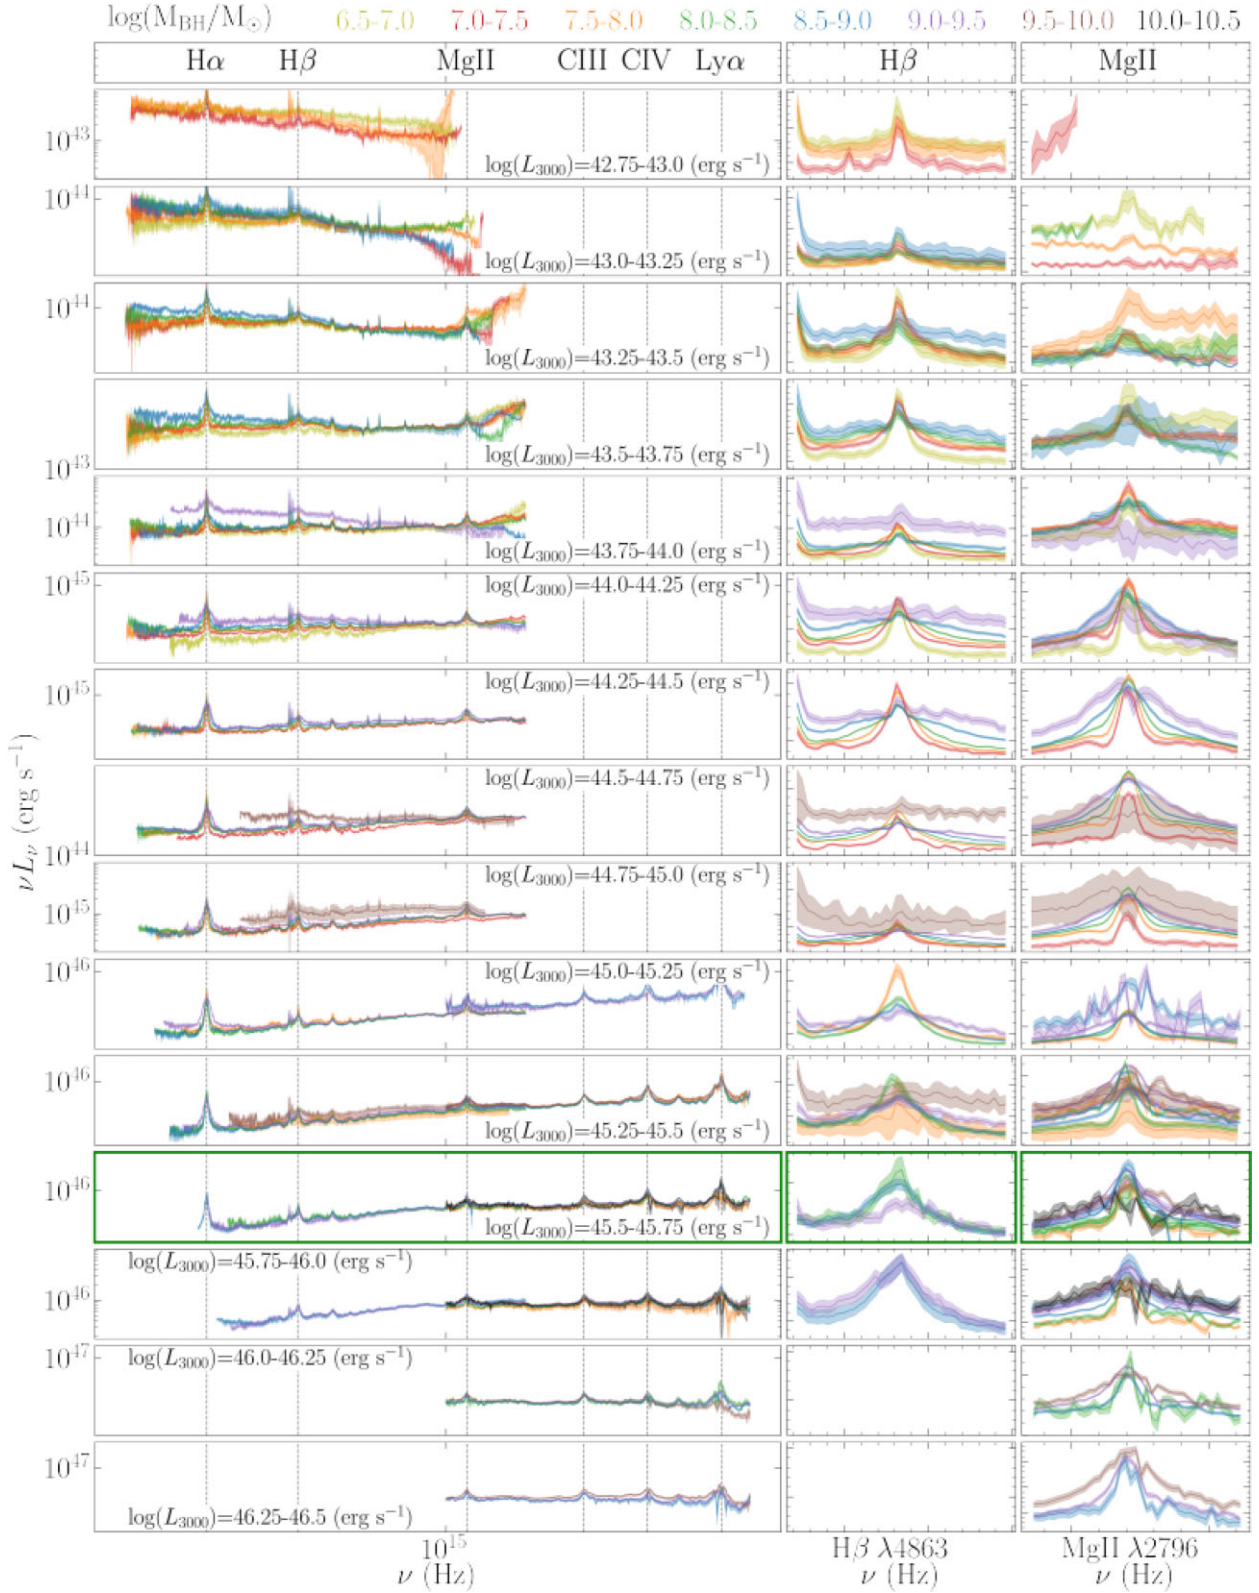 log(M_BH/M_⊙) 6.5-7.0 7.0-7.5 7.5-8.0 8.0-8.5 8.5-9.0 9.0-9.5 9.5-10.0 10.0-10.5
Hα Hβ MgII CIII CIV Lyα Hβ MgII
10^13
log(L_3000)=42.75-43.0 (erg s^−1)
10^44
log(L_3000)=43.0-43.25 (erg s^−1)
10^44
log(L_3000)=43.25-43.5 (erg s^−1)
10^43
log(L_3000)=43.5-43.75 (erg s^−1)
10^44
log(L_3000)=43.75-44.0 (erg s^−1)
10^45
log(L_3000)=44.0-44.25 (erg s^−1)
10^45
log(L_3000)=44.25-44.5 (erg s^−1)
log(L_3000)=44.5-44.75 (erg s^−1)
10^44
log(L_3000)=44.75-45.0 (erg s^−1)
10^45
10^46
log(L_3000)=45.0-45.25 (erg s^−1)
10^46
log(L_3000)=45.25-45.5 (erg s^−1)
10^46
log(L_3000)=45.5-45.75 (erg s^−1)
log(L_3000)=45.75-46.0 (erg s^−1)
10^46
10^47
log(L_3000)=46.0-46.25 (erg s^−1)
10^47
log(L_3000)=46.25-46.5 (erg s^−1)
νL_ν (erg s^−1)
10^15 Hβ λ4863 MgII λ2796
ν (Hz) ν (Hz) ν (Hz)